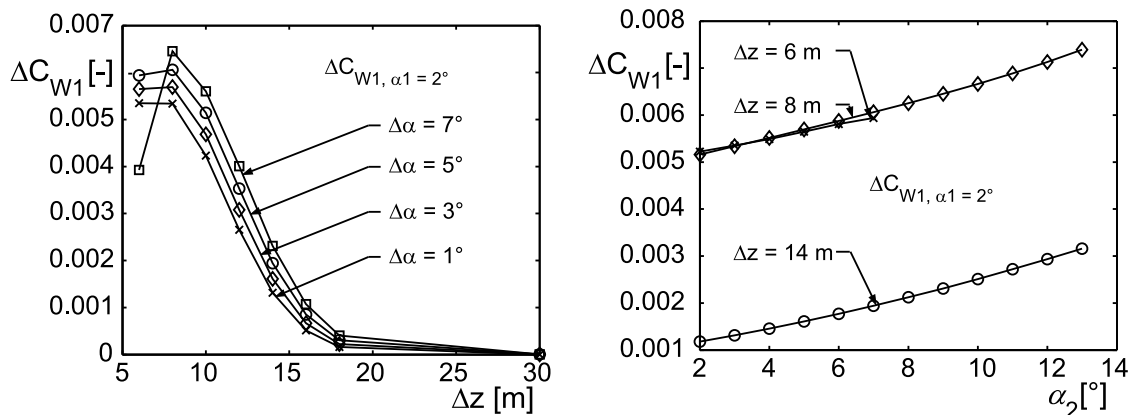 0.007
0.006
0.005
0.004
0.003
0.002
0.001
0
ΔC_W1 [-]
ΔC_W1, α1 = 2°
Δα = 7°
Δα = 5°
Δα = 3°
Δα = 1°
5 10 15 20 25 30
Δz [m]
0.008
0.007
0.006
0.005
0.004
0.003
0.002
0.001
ΔC_W1 [-]
Δz = 6 m
Δz = 8 m
ΔC_W1, α1 = 2°
Δz = 14 m
2 4 6 8 10 12 14
α_2[°]